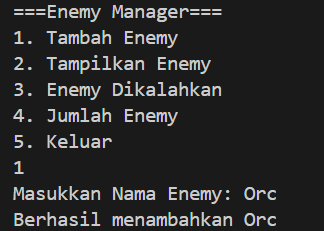 ===Enemy Manager===
1. Tambah Enemy
2. Tampilkan Enemy
3. Enemy Dikalahkan
4. Jumlah Enemy
5. Keluar
1
Masukkan Nama Enemy: Orc
Berhasil menambahkan Orc